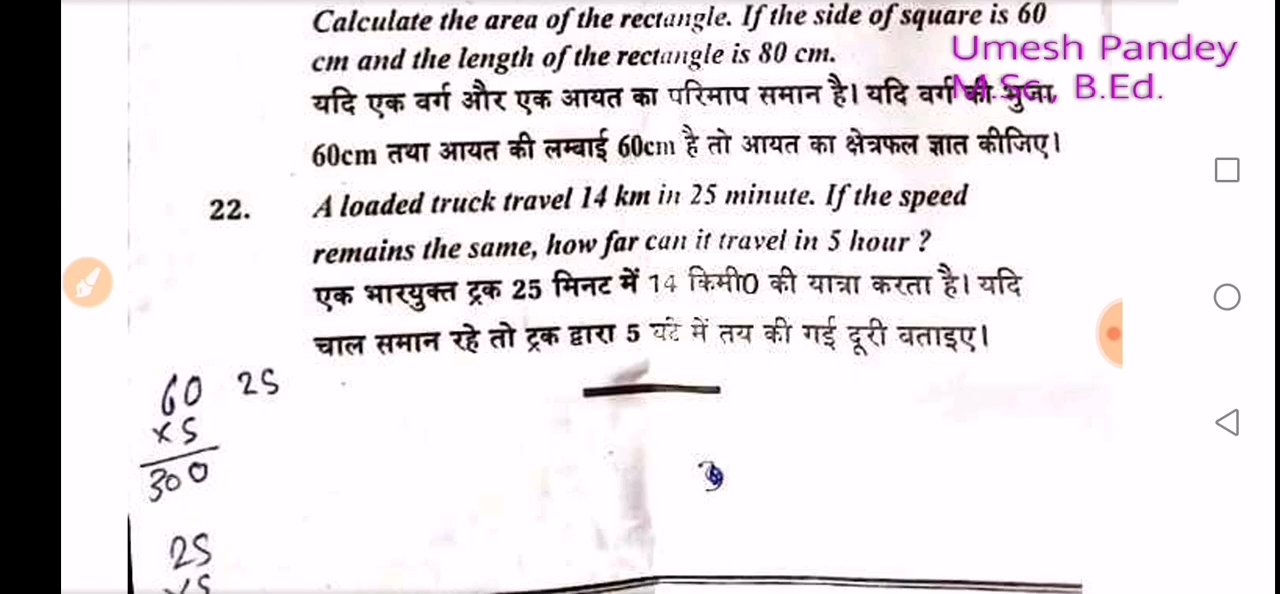 Calculate the area of the rectangle. If the side of square is 60
cm and the length of the rectangle is 80 cm.
Umesh Pandey
M.Sc., B.Ed.
यदि एक वर्ग और एक आयत का परिमाप समान है। यदि वर्ग की भुजा
60cm तथा आयत की लम्बाई 60cm है तो आयत का क्षेत्रफल ज्ञात कीजिए।
22. A loaded truck travel 14 km in 25 minute. If the speed
remains the same, how far can it travel in 5 hour ?
एक भारयुक्त ट्रक 25 मिनट में 14 किमी0 की यात्रा करता है। यदि
चाल समान रहे तो ट्रक द्वारा 5 घंटे में तय की गई दूरी बताइए।
60 25
x5
300
25
x5